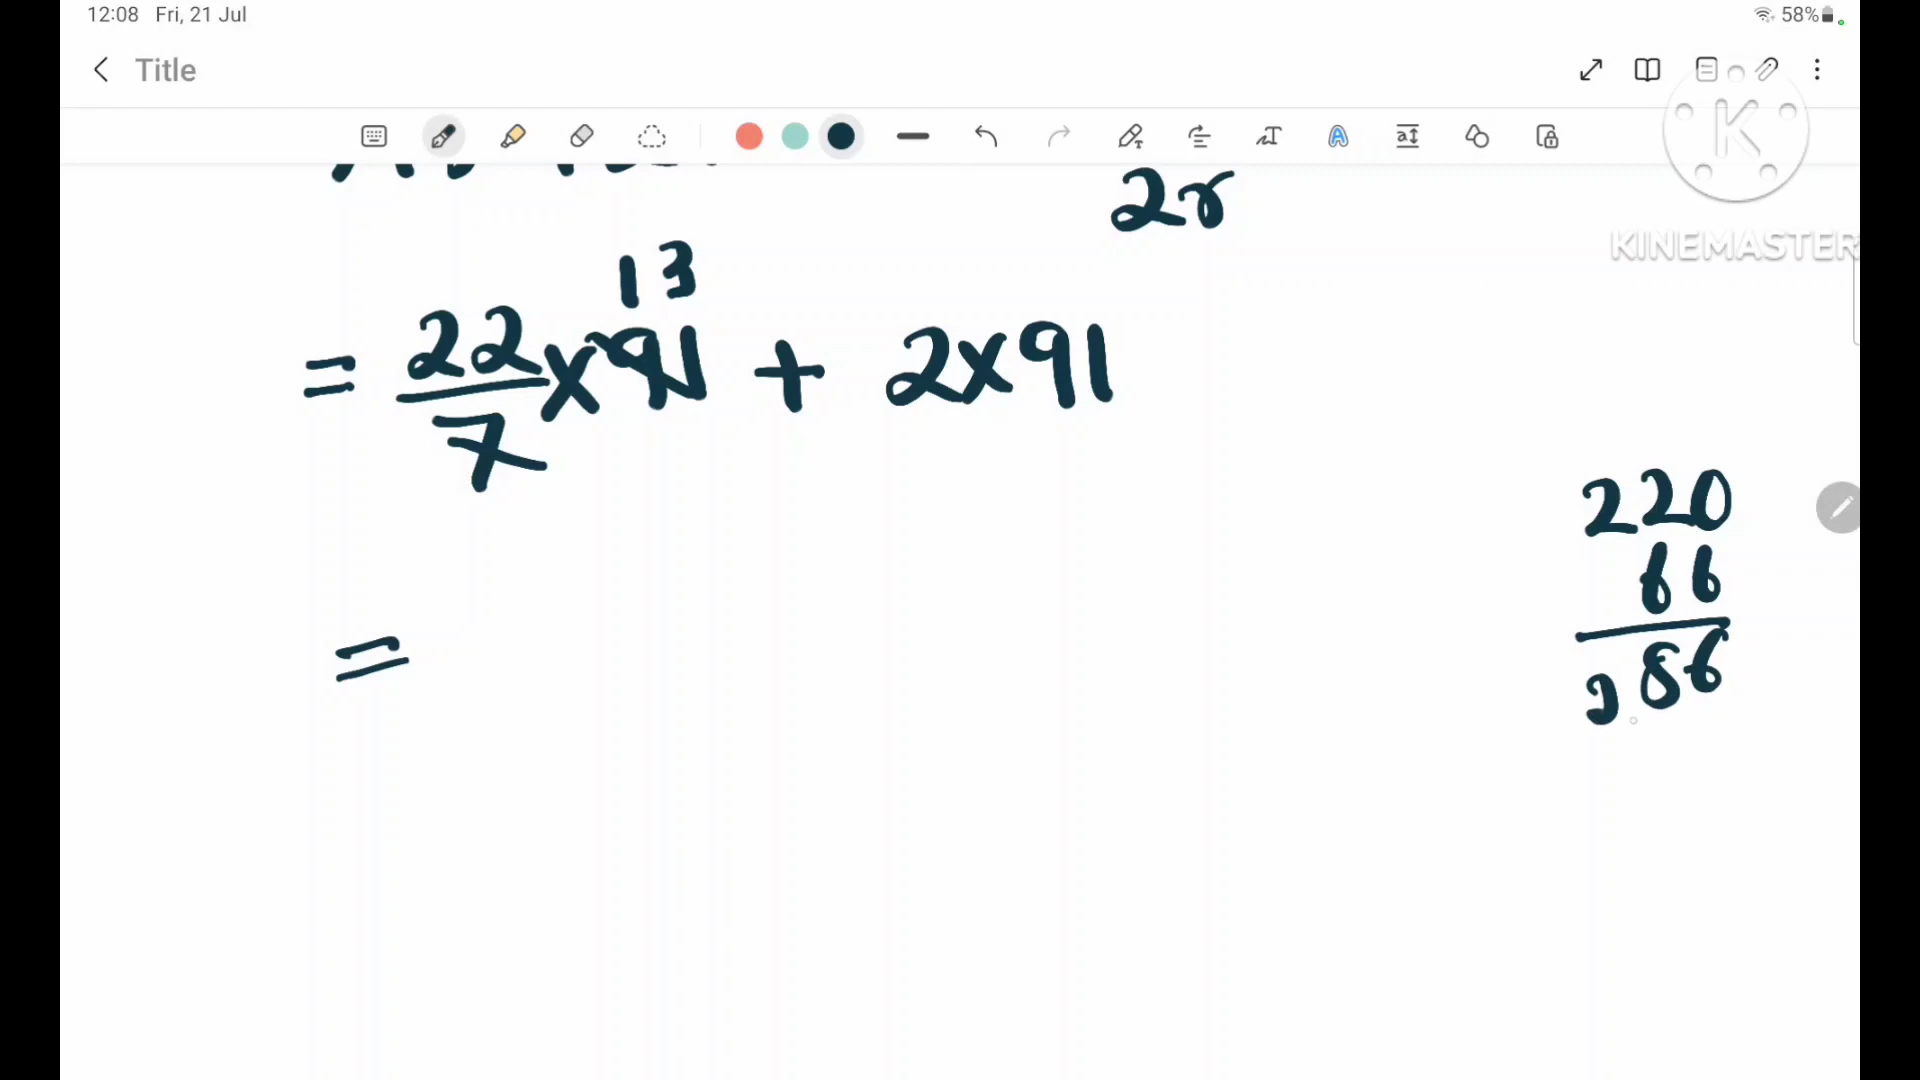 12:08 Fri, 21 Jul 58%
Title
K
KINEMASTER
2r
13
= 22/7 x 91 + 2x91
220
66
286
=